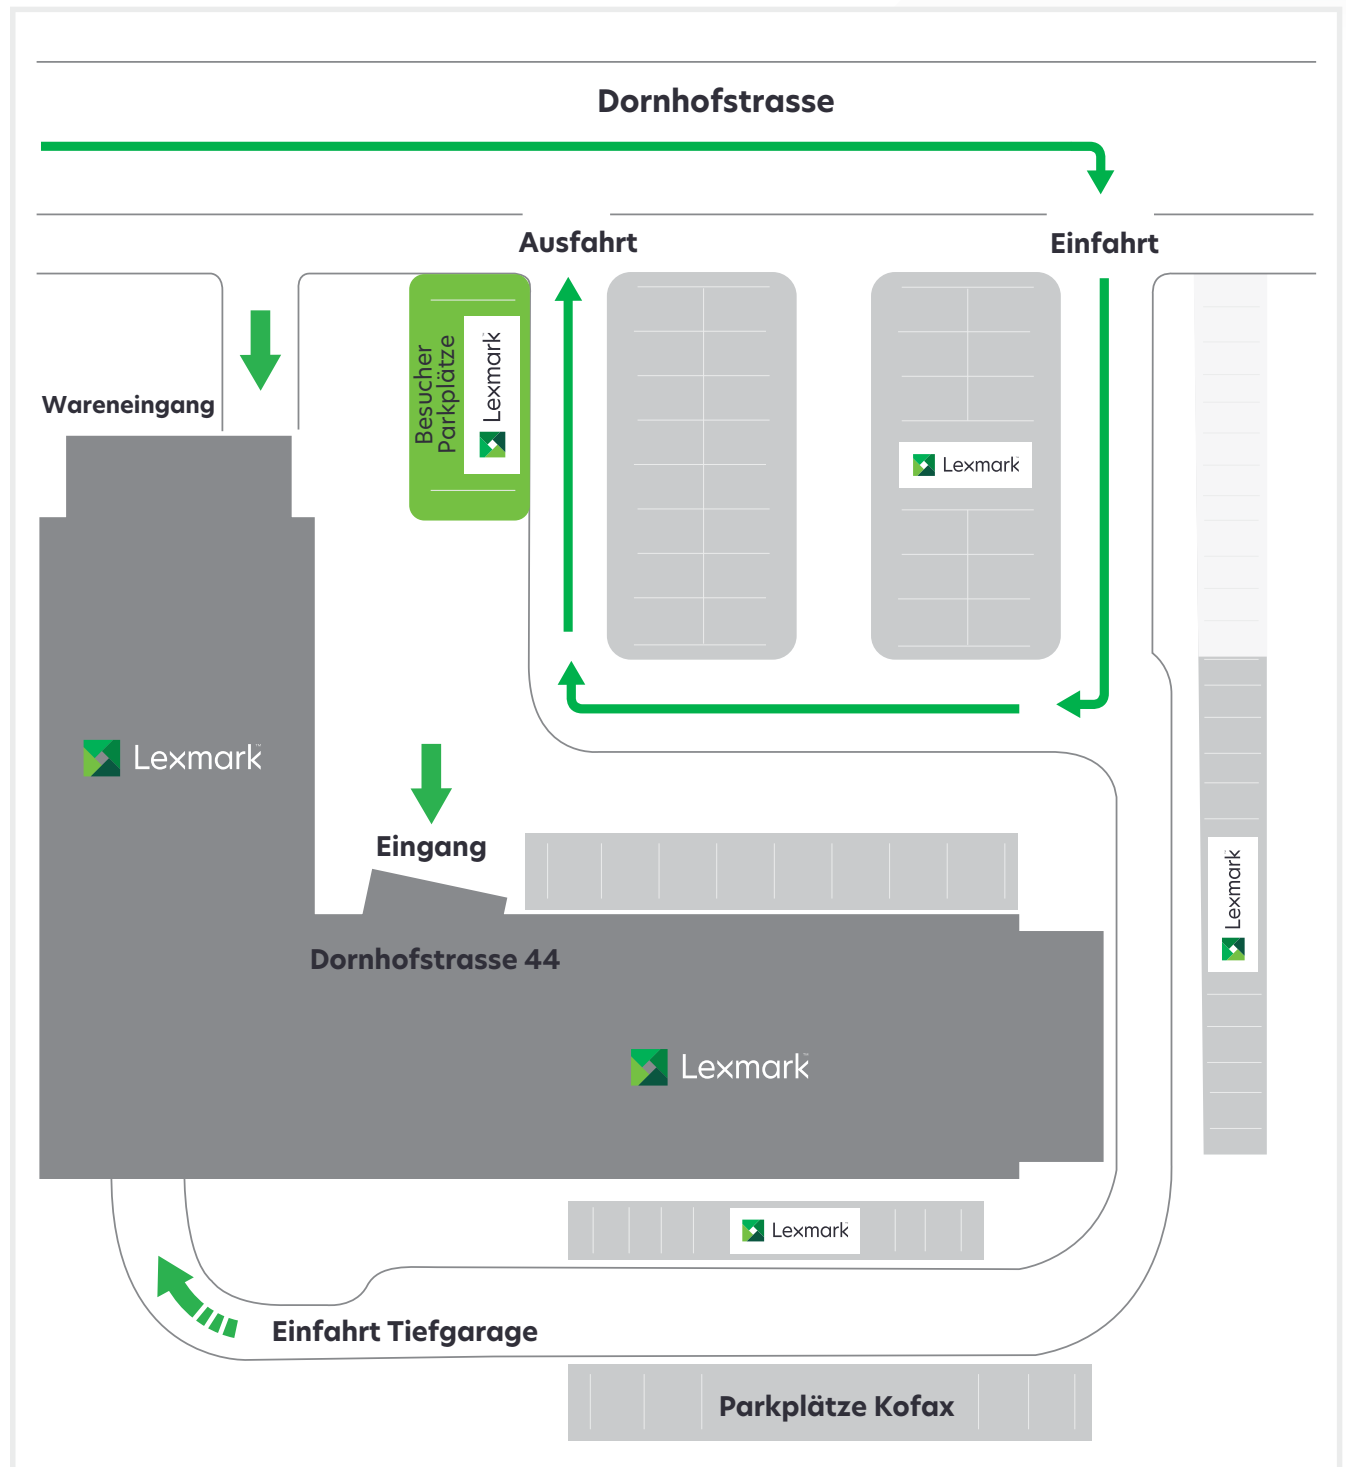 Dornhofstrasse
Ausfahrt
Einfahrt
Besucher
Parkplätze
Lexmark
Wareneingang
Lexmark
Lexmark
Eingang
Lexmark
Dornhofstrasse 44
Lexmark
Lexmark
Einfahrt Tiefgarage
Parkplätze Kofax